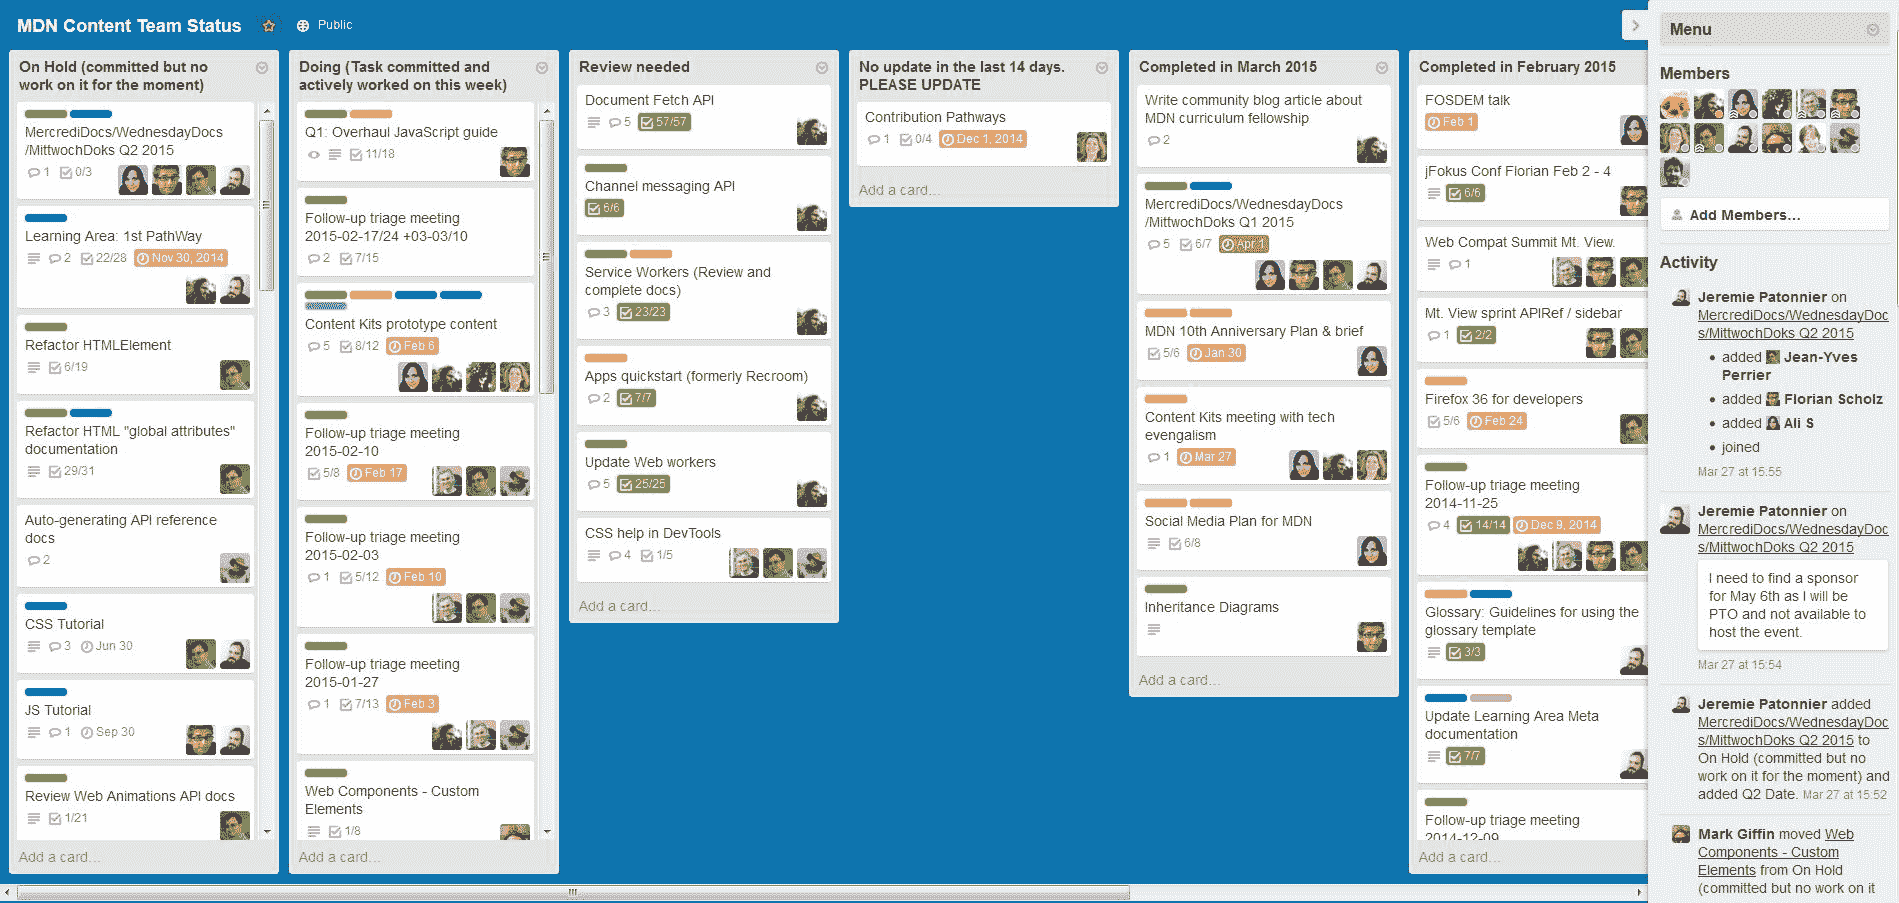 MDN Content Team Status
Public
On Hold (committed but no
work on it for the moment)
MercrediDocs/WednesdayDocs
/MittwochDoks Q2 2015
1 0/3
Learning Area: 1st PathWay
2 22/28 Nov 30, 2014
Refactor HTMLElement
6/19
Refactor HTML "global attributes"
documentation
29/31
Auto-generating API reference
docs
2
CSS Tutorial
3 Jun 30
JS Tutorial
1 Sep 30
Review Web Animations API docs
1/21
Add a card...
Doing (Task committed and
actively worked on this week)
Q1: Overhaul JavaScript guide
11/18
Follow-up triage meeting
2015-02-17/24 +03-03/10
2 7/15
Content Kits prototype content
5 8/12 Feb 6
Follow-up triage meeting
2015-02-10
5/8 Feb 17
Follow-up triage meeting
2015-02-03
1 5/12 Feb 10
Follow-up triage meeting
2015-01-27
1 7/13 Feb 3
Web Components - Custom
Elements
1/8
Add a card...
Review needed
Document Fetch API
5 57/57
Channel messaging API
6/6
Service Workers (Review and
complete docs)
3 23/23
Apps quickstart (formerly Recroom)
2 7/7
Update Web workers
5 25/25
CSS help in DevTools
4 1/5
Add a card...
No update in the last 14 days.
PLEASE UPDATE
Contribution Pathways
1 0/4 Dec 1, 2014
Add a card...
Completed in March 2015
Write community blog article about
MDN curriculum fellowship
2
MercrediDocs/WednesdayDocs
/MittwochDoks Q1 2015
5 6/7 Apr 1
MDN 10th Anniversary Plan & brief
5/6 Jan 30
Content Kits meeting with tech
evengalism
1 Mar 27
Social Media Plan for MDN
6/8
Inheritance Diagrams
Add a card...
Completed in February 2015
FOSDEM talk
Feb 1
jFokus Conf Florian Feb 2 - 4
6/6
Web Compat Summit Mt. View.
1
Mt. View sprint APIRef / sidebar
1 2/2
Firefox 36 for developers
5/6 Feb 24
Follow-up triage meeting
2014-11-25
4 14/14 Dec 9, 2014
Glossary: Guidelines for using the
glossary template
3/3
Update Learning Area Meta
documentation
7/7
Follow-up triage meeting
2014-12-09
Add a card...
Menu
Members
Add Members...
Activity
Jeremie Patonnier on
MercrediDocs/WednesdayDoc
s/MittwochDoks Q2 2015
• added Jean-Yves
Perrier
• added Florian Scholz
• added Ali S
• joined
Mar 27 at 15:55
Jeremie Patonnier on
MercrediDocs/WednesdayDoc
s/MittwochDoks Q2 2015
I need to find a sponsor
for May 6th as I will be
PTO and not available to
host the event.
Mar 27 at 15:54
Jeremie Patonnier added
MercrediDocs/WednesdayDoc
s/MittwochDoks Q2 2015 to
On Hold (committed but no
work on it for the moment) and
added Q2 Date. Mar 27 at 15:52
Mark Giffin moved Web
Components - Custom
Elements from On Hold
(committed but no work on it